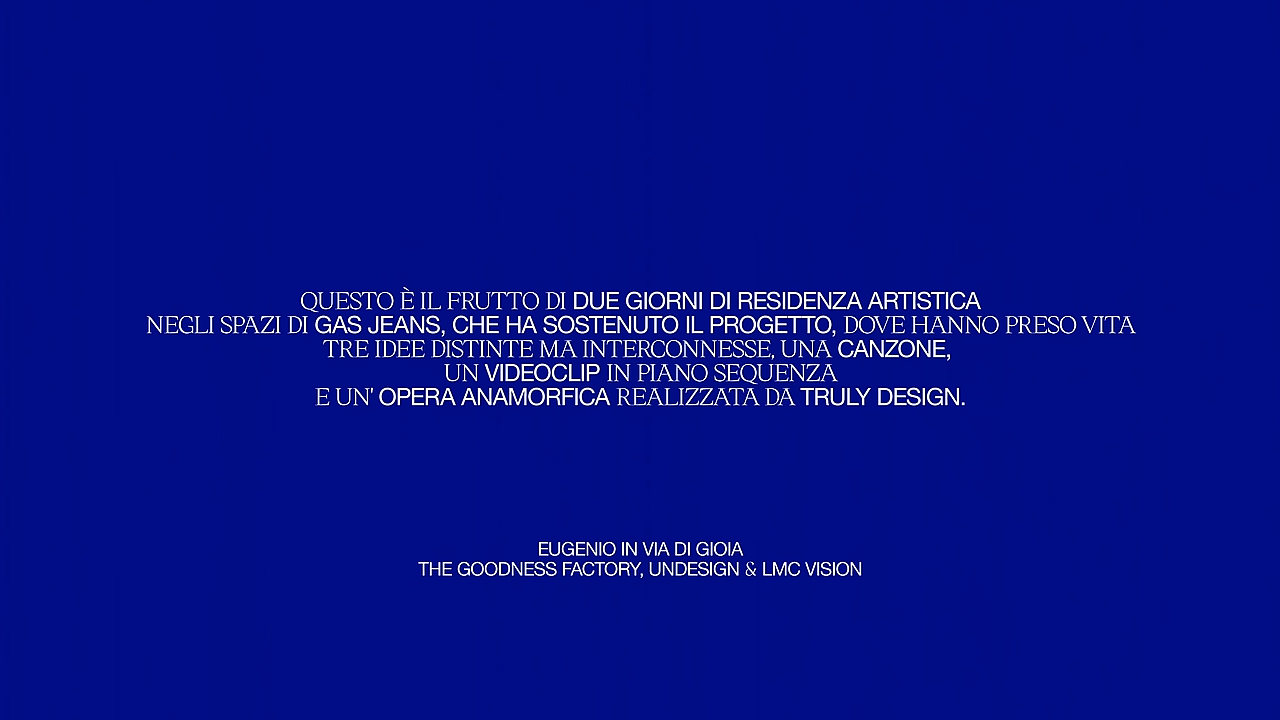 QUESTO È IL FRUTTO DI DUE GIORNI DI RESIDENZA ARTISTICA
NEGLI SPAZI DI GAS JEANS, CHE HA SOSTENUTO IL PROGETTO, DOVE HANNO PRESO VITA
TRE IDEE DISTINTE MA INTERCONNESSE, UNA CANZONE,
UN VIDEOCLIP IN PIANO SEQUENZA
E UN' OPERA ANAMORFICA REALIZZATA DA TRULY DESIGN.
EUGENIO IN VIA DI GIOIA
THE GOODNESS FACTORY, UNDESIGN & LMC VISION